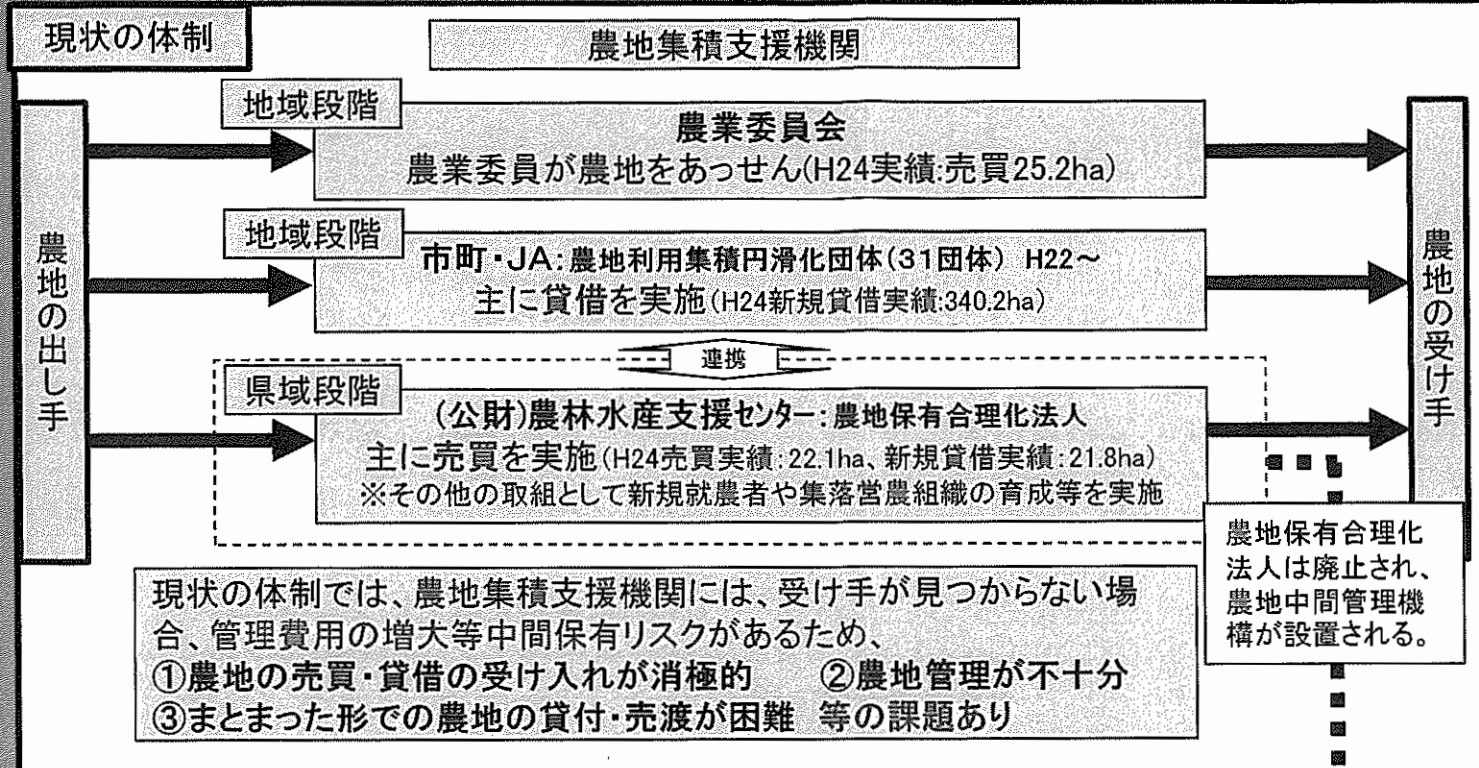 現状の体制
農地集積支援機関
農地の出し手
地域段階
農業委員会
農業委員が農地をあっせん(H24実績:売買25.2ha)
地域段階
市町・JA:農地利用集積円滑化団体(31団体) H22～
主に貸借を実施(H24新規貸借実績:340.2ha)
連携
県域段階
(公財)農林水産支援センター:農地保有合理化法人
主に売買を実施(H24売買実績:22.1ha、新規貸借実績:21.8ha)
※その他の取組として新規就農者や集落営農組織の育成等を実施
農地の受け手
農地保有合理化
法人は廃止され、
農地中間管理機
構が設置される。
現状の体制では、農地集積支援機関には、受け手が見つからない場
合、管理費用の増大等中間保有リスクがあるため、
①農地の売買・貸借の受け入れが消極的 ②農地管理が不十分
③まとまった形での農地の貸付・売渡が困難 等の課題あり